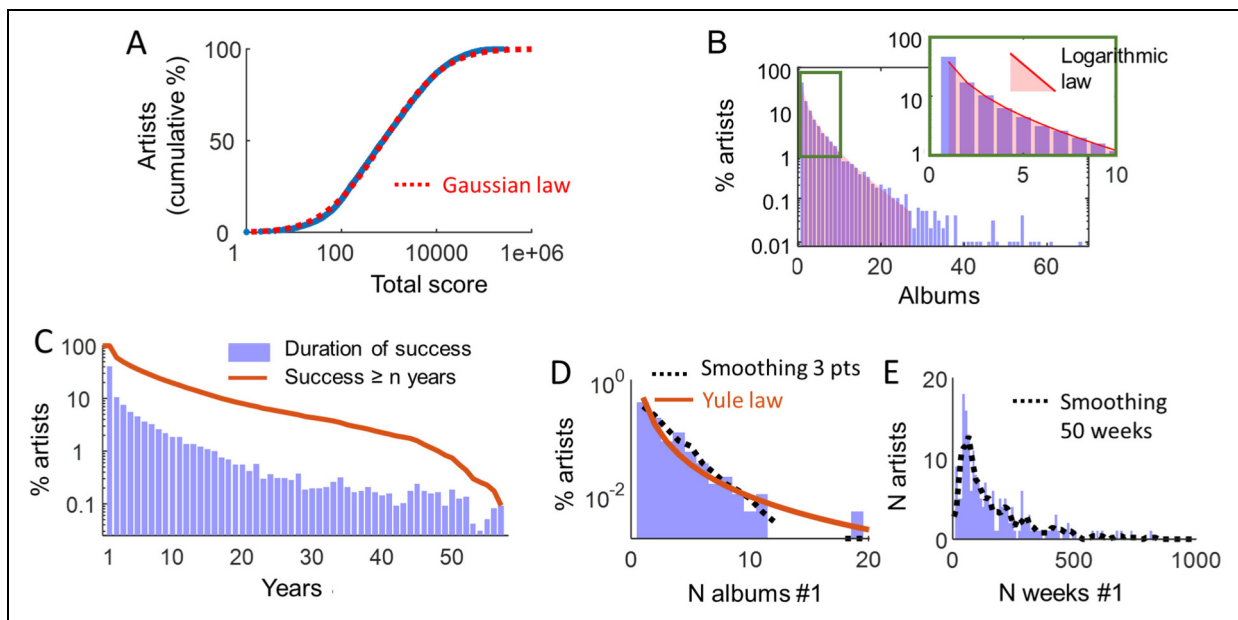 A
Artists
(cumulative %)
100
50
0
1
100
10000
1e+06
Gaussian law
Total score
B
% artists
100
10
1
0.1
0.01
0
20
40
60
Albums
100
10
1
0
5
10
Logarithmic
law
C
% artists
100
10
1
0.1
1
10
20
30
40
50
Years
Duration of success
Success ≥ n years
D
% artists
10⁰
10⁻²
0
10
20
N albums #1
Smoothing 3 pts
Yule law
E
N artists
20
10
0
0
500
1000
N weeks #1
Smoothing
50 weeks